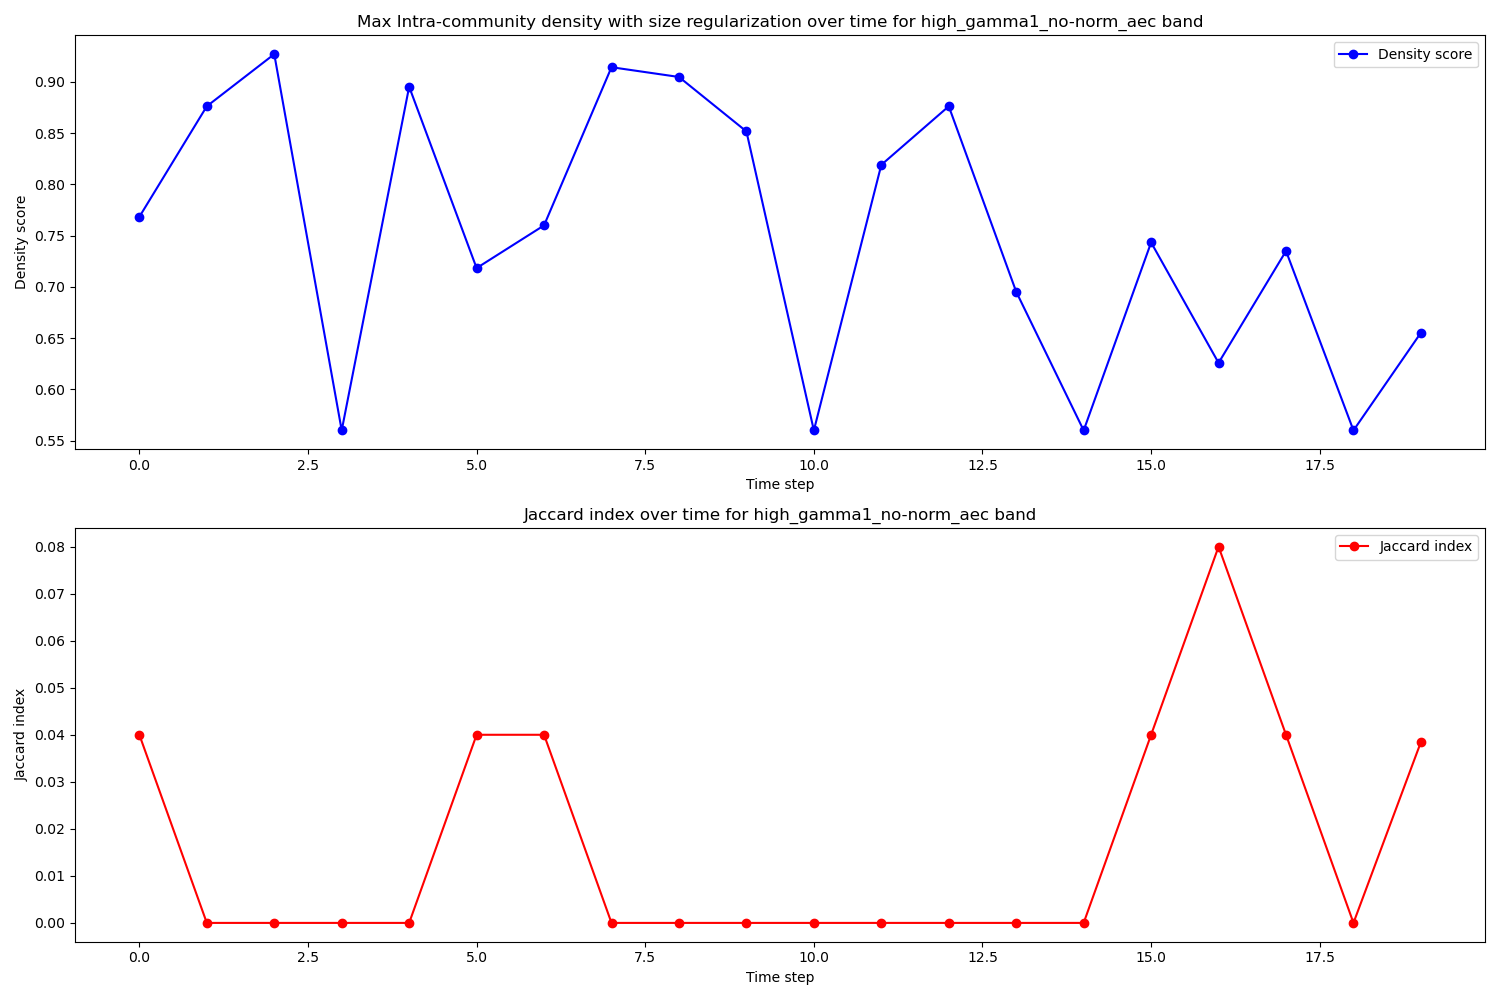 Max Intra-community density with size regularization over time for high_gamma1_no-norm_aec band
Density score
0.90
0.85
0.80
0.75
0.70
0.65
0.60
0.55
Density score
0.0 2.5 5.0 7.5 10.0 12.5 15.0 17.5
Time step
Jaccard index over time for high_gamma1_no-norm_aec band
Jaccard index
0.08
0.07
0.06
0.05
0.04
0.03
0.02
0.01
0.00
Jaccard index
0.0 2.5 5.0 7.5 10.0 12.5 15.0 17.5
Time step